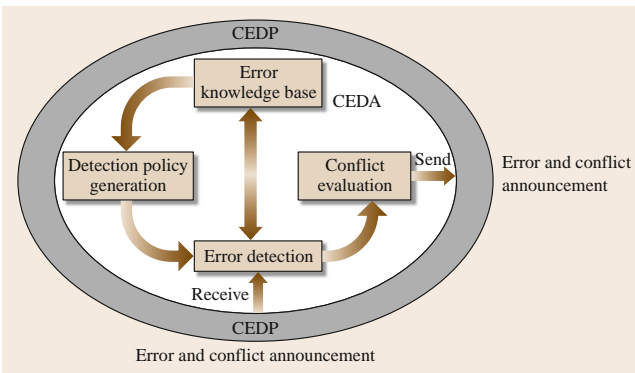 CEDP
Error
knowledge base
CEDA
Detection policy
generation
Conflict
evaluation
Send
Error and conflict
announcement
Error detection
Receive
CEDP
Error and conflict announcement